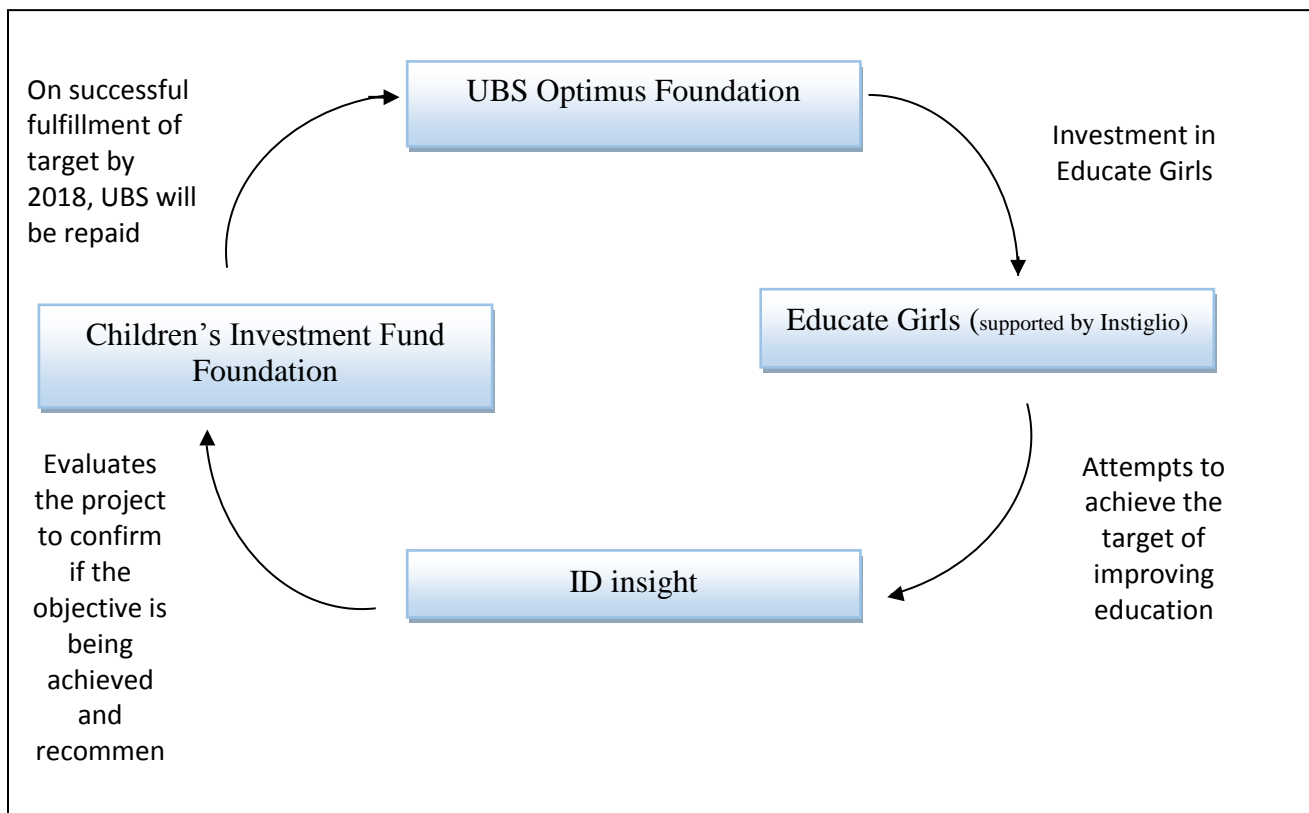 UBS Optimus Foundation
Investment in
Educate Girls
Educate Girls (supported by Instiglio)
Attempts to
achieve the
target of
improving
education
ID insight
Evaluates
the project
to confirm
if the
objective is
being
achieved
and
recommen
Children’s Investment Fund
Foundation
On successful
fulfillment of
target by
2018, UBS will
be repaid